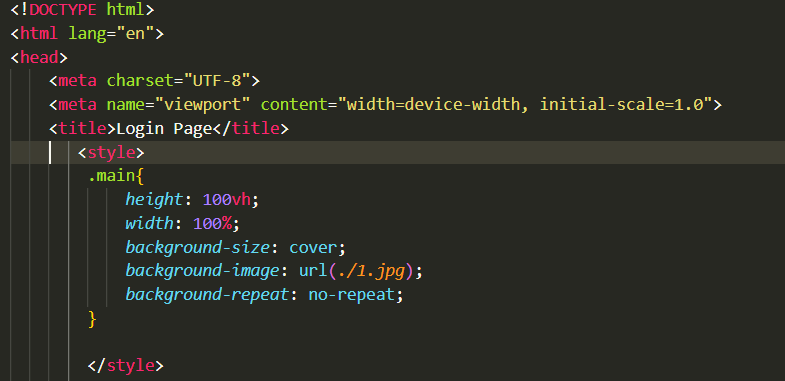 <!DOCTYPE html>
<html lang="en">
<head>
    <meta charset="UTF-8">
    <meta name="viewport" content="width=device-width, initial-scale=1.0">
    <title>Login Page</title>
       <style>
        .main{
            height: 100vh;
            width: 100%;
            background-size: cover;
            background-image: url(./1.jpg);
            background-repeat: no-repeat;
        }
        </style>